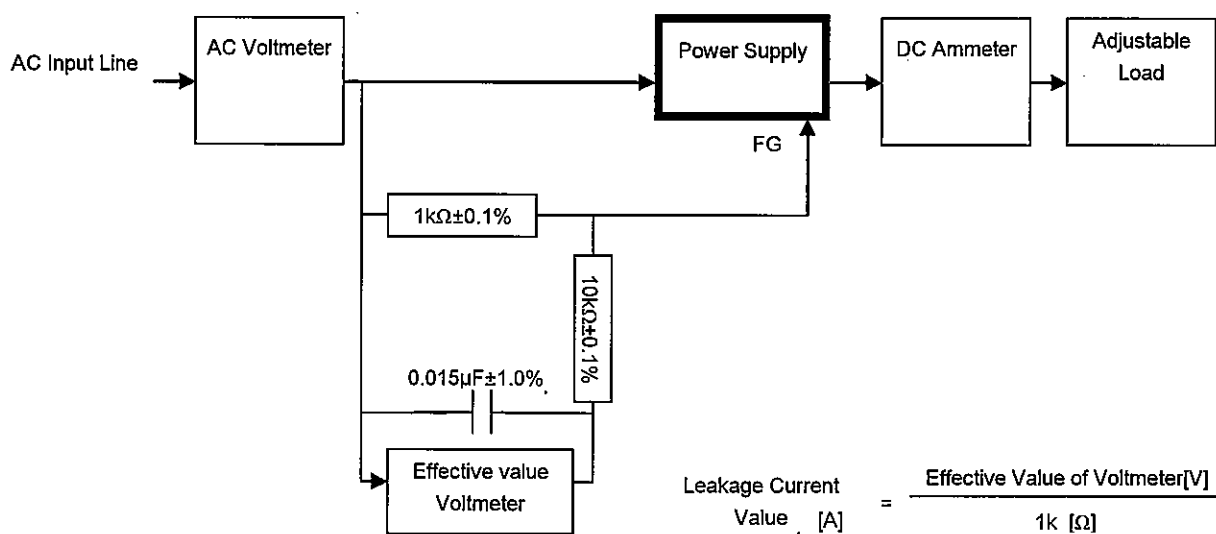 AC Input Line
AC Voltmeter
Power Supply
DC Ammeter
Adjustable
Load
FG
1kΩ±0.1%
10kΩ±0.1%
0.015µF±1.0%
Effective value
Voltmeter
Leakage Current
Value [A]
=
Effective Value of Voltmeter[V]
1k [Ω]